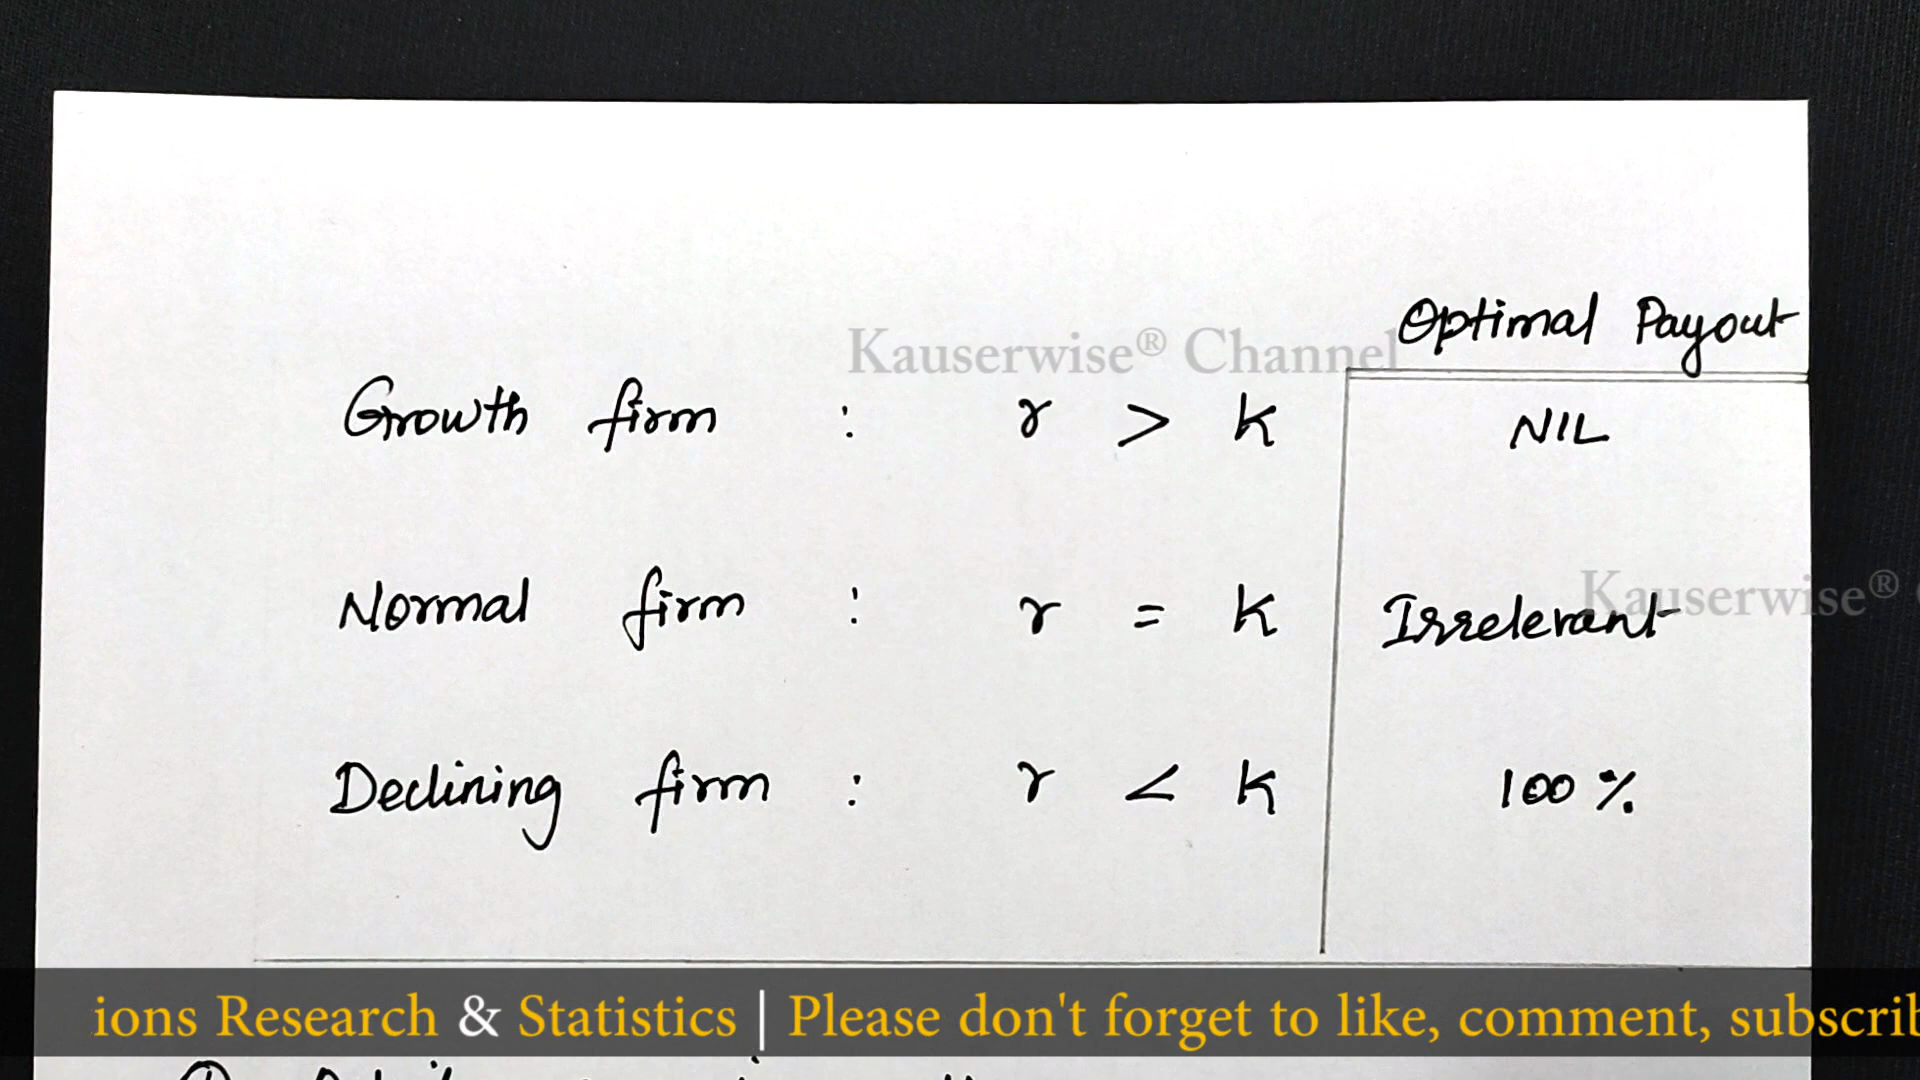 Optimal Payout
Kauserwise® Channel
Growth firm : r > K NIL
Kauserwise®
Normal firm : r = K Irrelevant
Declining firm : r < K 100 %
ions Research & Statistics | Please don't forget to like, comment, subscrib